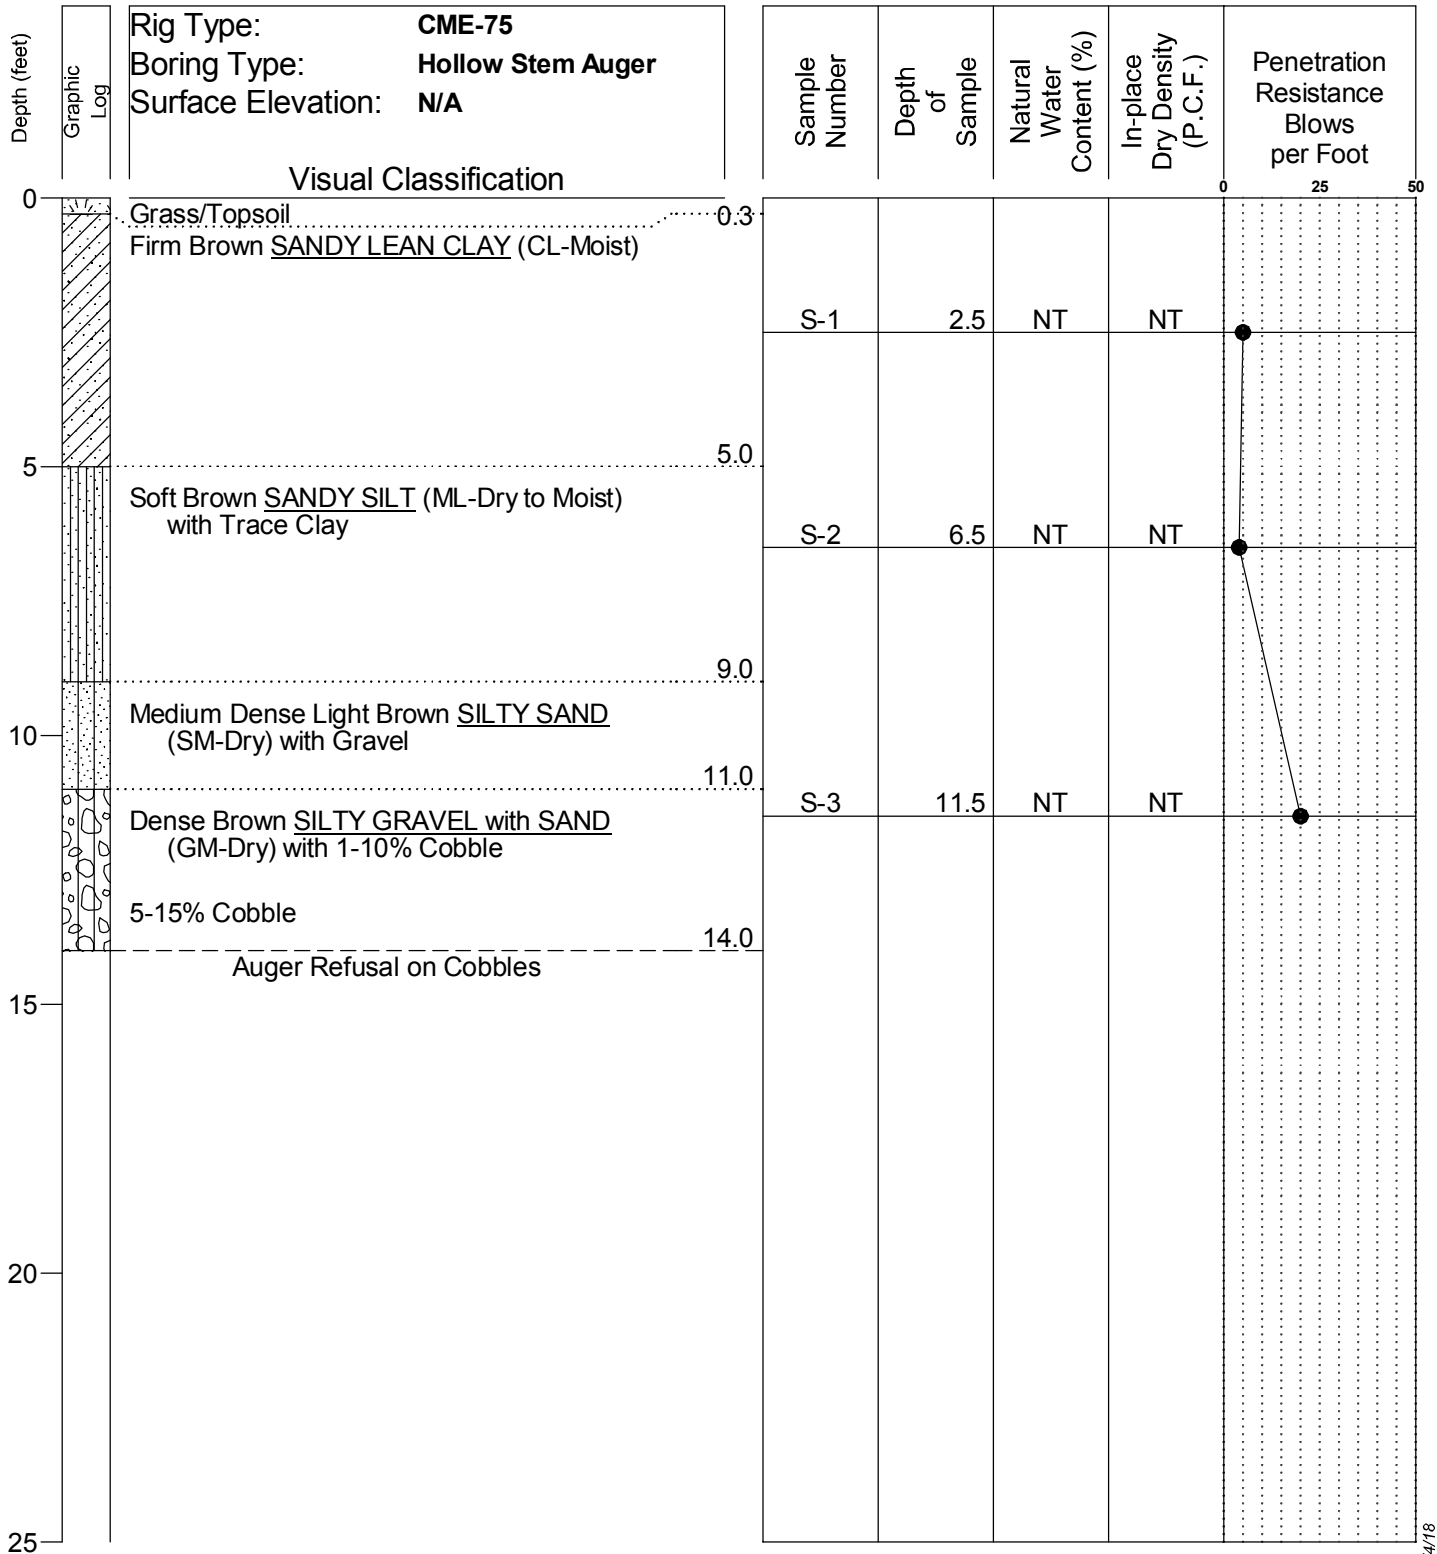 Depth (feet)
Graphic
Log
Rig Type: CME-75
Boring Type: Hollow Stem Auger
Surface Elevation: N/A
Visual Classification
Sample
Number
Depth
of
Sample
Natural
Water
Content (%)
In-place
Dry Density
(P.C.F.)
Penetration
Resistance
Blows
per Foot
0 25 50
0
Grass/Topsoil 0.3
Firm Brown SANDY LEAN CLAY (CL-Moist)
S-1 2.5 NT NT
5 5.0
Soft Brown SANDY SILT (ML-Dry to Moist)
with Trace Clay
S-2 6.5 NT NT
9.0
Medium Dense Light Brown SILTY SAND
(SM-Dry) with Gravel
10
11.0
S-3 11.5 NT NT
Dense Brown SILTY GRAVEL with SAND
(GM-Dry) with 1-10% Cobble
5-15% Cobble
14.0
Auger Refusal on Cobbles
15
20
25
4/18